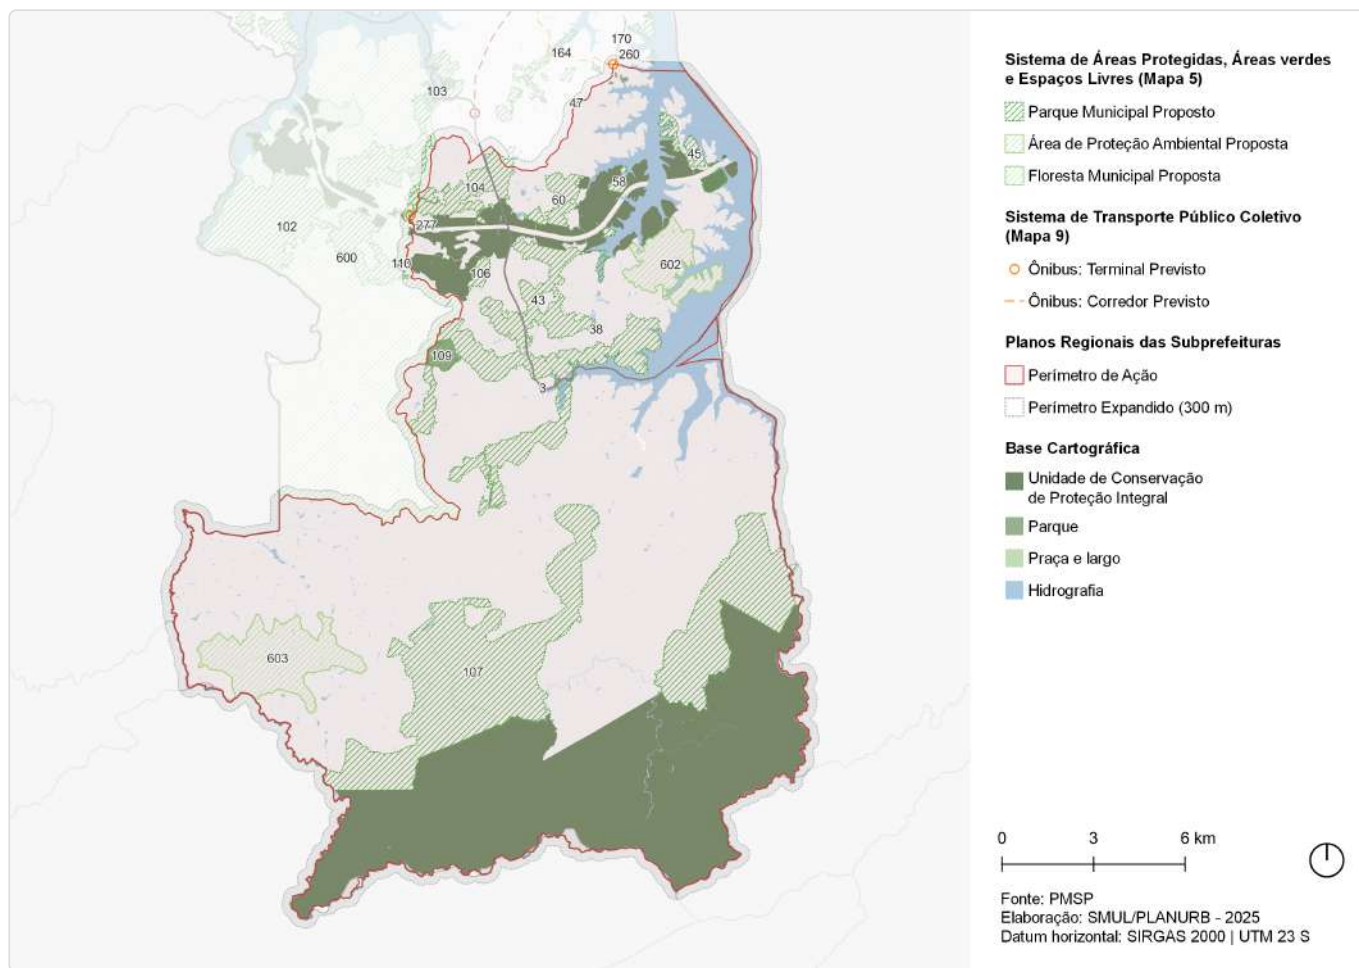 170
164
260
103
47
45
104
58
60
277
102
600
602
110
106
43
38
109
3
603
107
Sistema de Áreas Protegidas, Áreas verdes
e Espaços Livres (Mapa 5)
Parque Municipal Proposto
Área de Proteção Ambiental Proposta
Floresta Municipal Proposta
Sistema de Transporte Público Coletivo
(Mapa 9)
Ônibus: Terminal Previsto
Ônibus: Corredor Previsto
Planos Regionais das Subprefeituras
Perímetro de Ação
Perímetro Expandido (300 m)
Base Cartográfica
Unidade de Conservação
de Proteção Integral
Parque
Praça e largo
Hidrografia
0 3 6 km
Fonte: PMSP
Elaboração: SMUL/PLANURB - 2025
Datum horizontal: SIRGAS 2000 | UTM 23 S